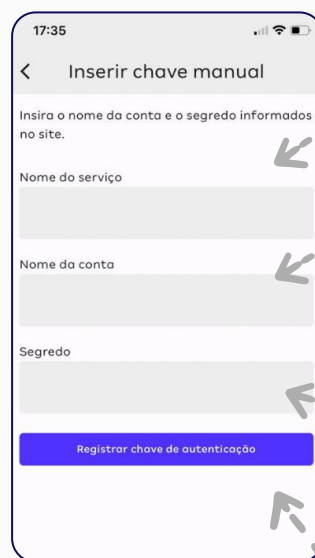 17:35
Inserir chave manual
Insira o nome da conta e o segredo informados
no site.
Nome do serviço
Nome da conta
Segredo
Registrar chave de autenticação